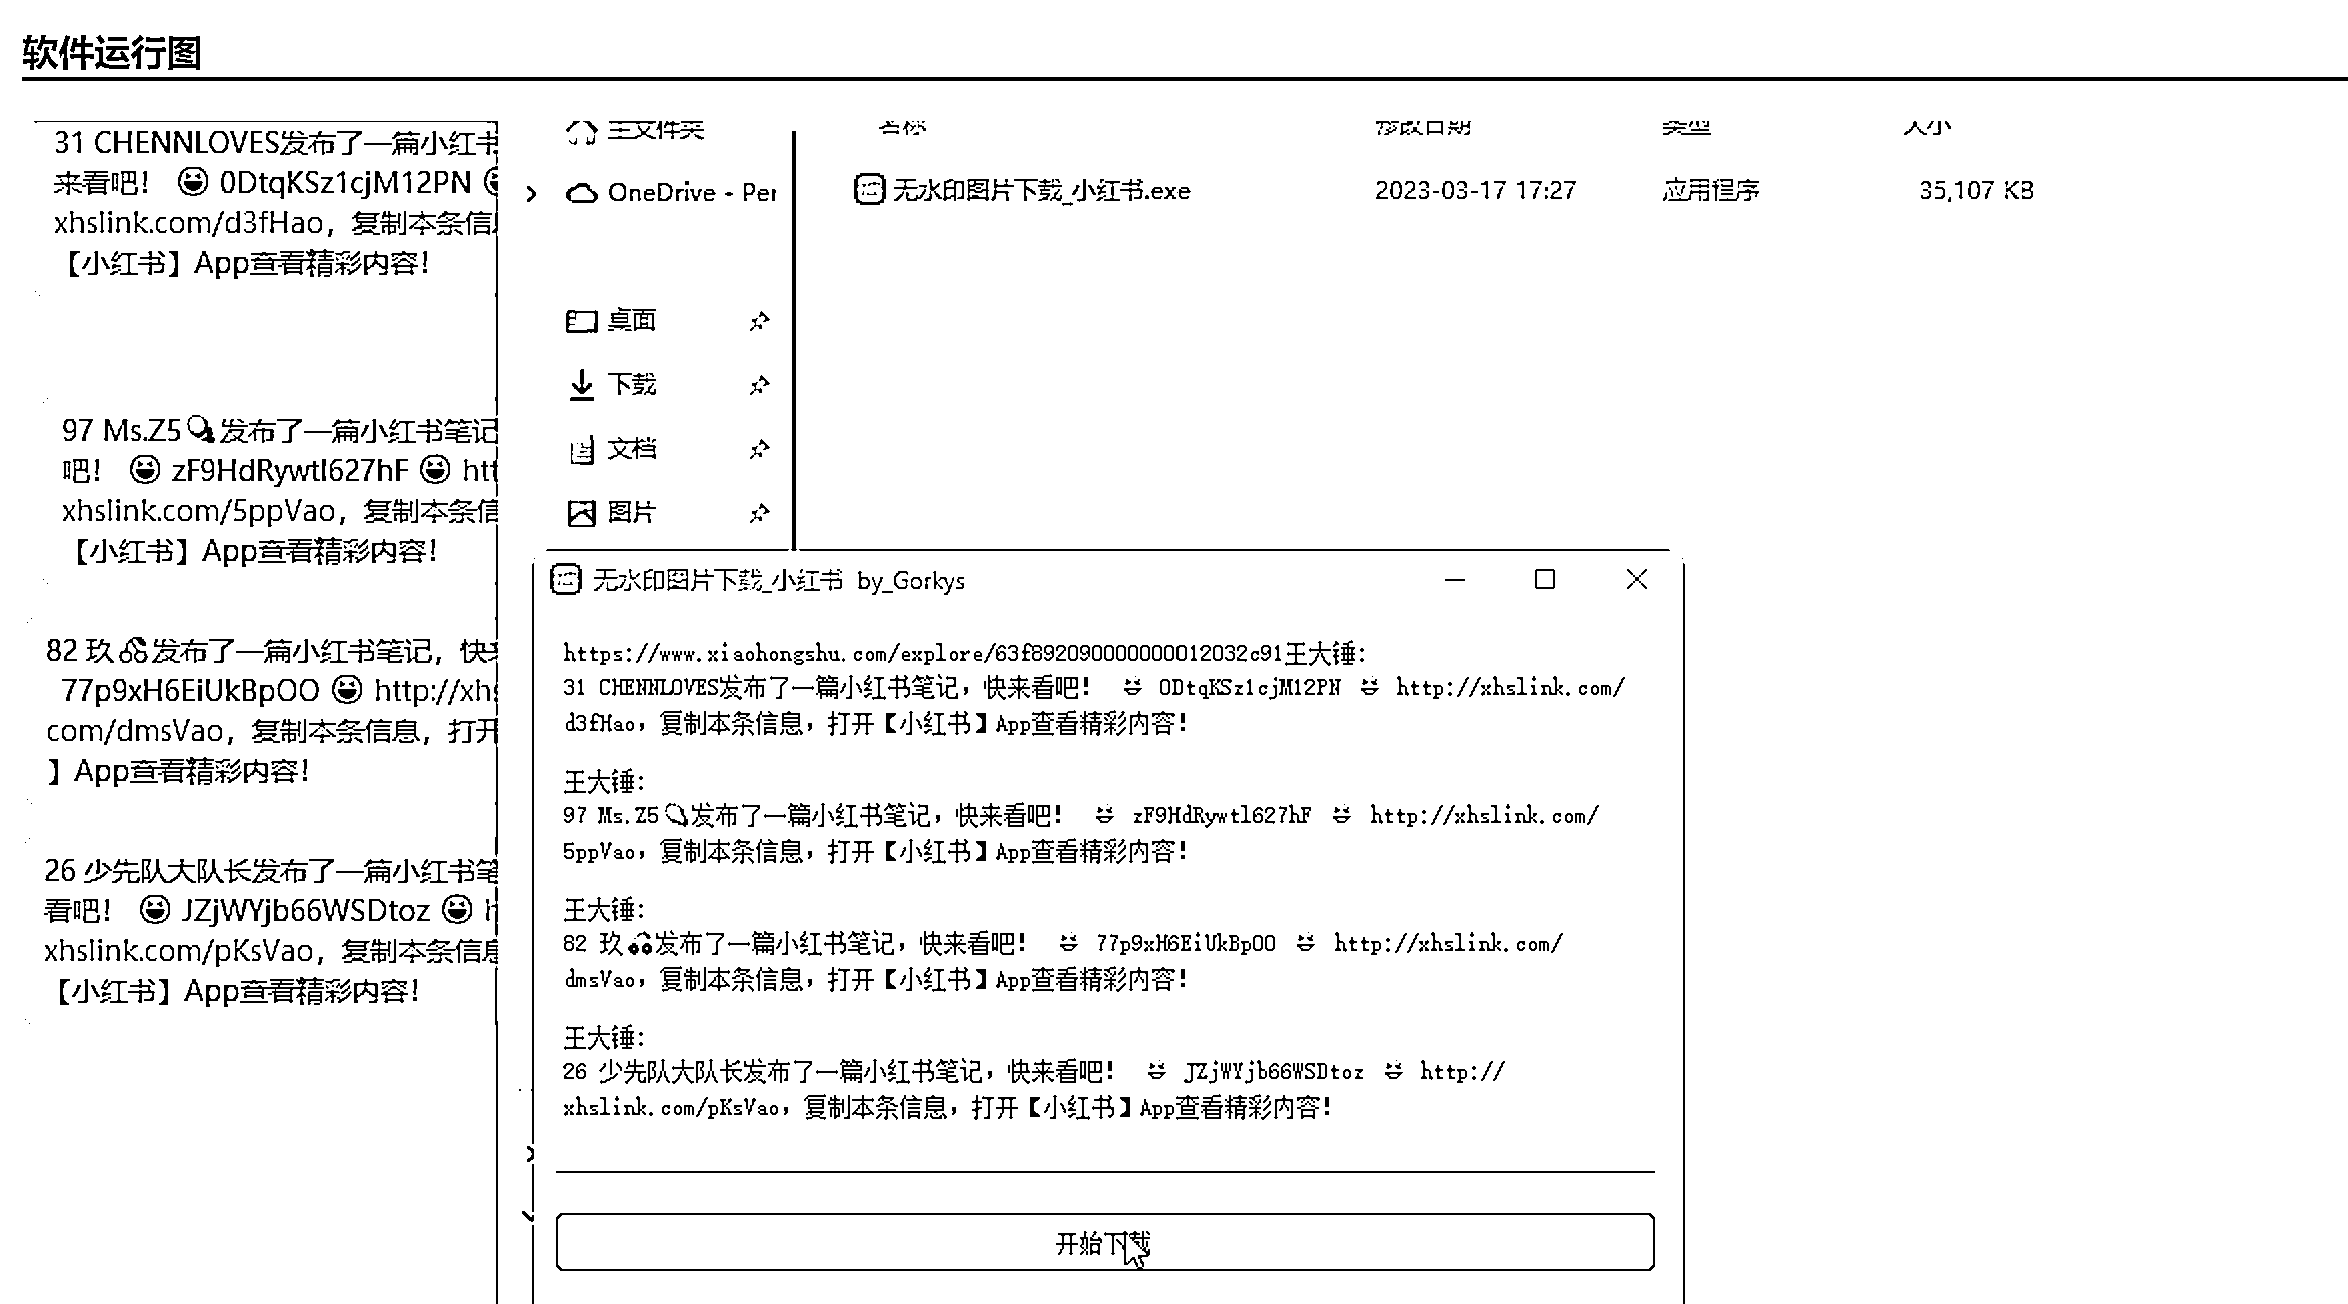 软件运行图
31 CHENNLOVES发布了一篇小红书
来看吧! 😆 0DtqKSz1cjM12PN
xhslink.com/d3fHao，复制本条信息
【小红书】App查看精彩内容!
97 Ms.Z5发布了一篇小红书笔记
吧! 😆 zF9HdRywtl627hF 😆 htt
xhslink.com/5ppVao，复制本条信
【小红书】App查看精彩内容!
82 玖🍒发布了一篇小红书笔记，快来
77p9xH6EiUkBpOO 😆 http://xhs
com/dmsVao，复制本条信息，打开
】App查看精彩内容!
26 少先队大队长发布了一篇小红书笔
看吧! 😆 JZjWYjb66WSDtoz 😆 h
xhslink.com/pKsVao，复制本条信息
【小红书】App查看精彩内容!
主文件夹
OneDrive - Per
桌面
下载
文档
图片
名称 修改日期 类型 大小
无水印图片下载_小红书.exe 2023-03-17 17:27 应用程序 35,107 KB
无水印图片下载_小红书 by_Gorkys
https://www.xiaohongshu.com/explore/63f892090000000012032c91王大锤:
31 CHENNLOVES发布了一篇小红书笔记，快来看吧! 😆 0DtqKSz1cjM12PN 😆 http://xhslink.com/
d3fHao，复制本条信息，打开【小红书】App查看精彩内容!
王大锤:
97 Ms.Z5发布了一篇小红书笔记，快来看吧! 😆 zF9HdRywtl627hF 😆 http://xhslink.com/
5ppVao，复制本条信息，打开【小红书】App查看精彩内容!
王大锤:
82 玖🍒发布了一篇小红书笔记，快来看吧! 😆 77p9xH6EiUkBpOO 😆 http://xhslink.com/
dmsVao，复制本条信息，打开【小红书】App查看精彩内容!
王大锤:
26 少先队大队长发布了一篇小红书笔记，快来看吧! 😆 JZjWYjb66WSDtoz 😆 http://
xhslink.com/pKsVao，复制本条信息，打开【小红书】App查看精彩内容!
开始下载